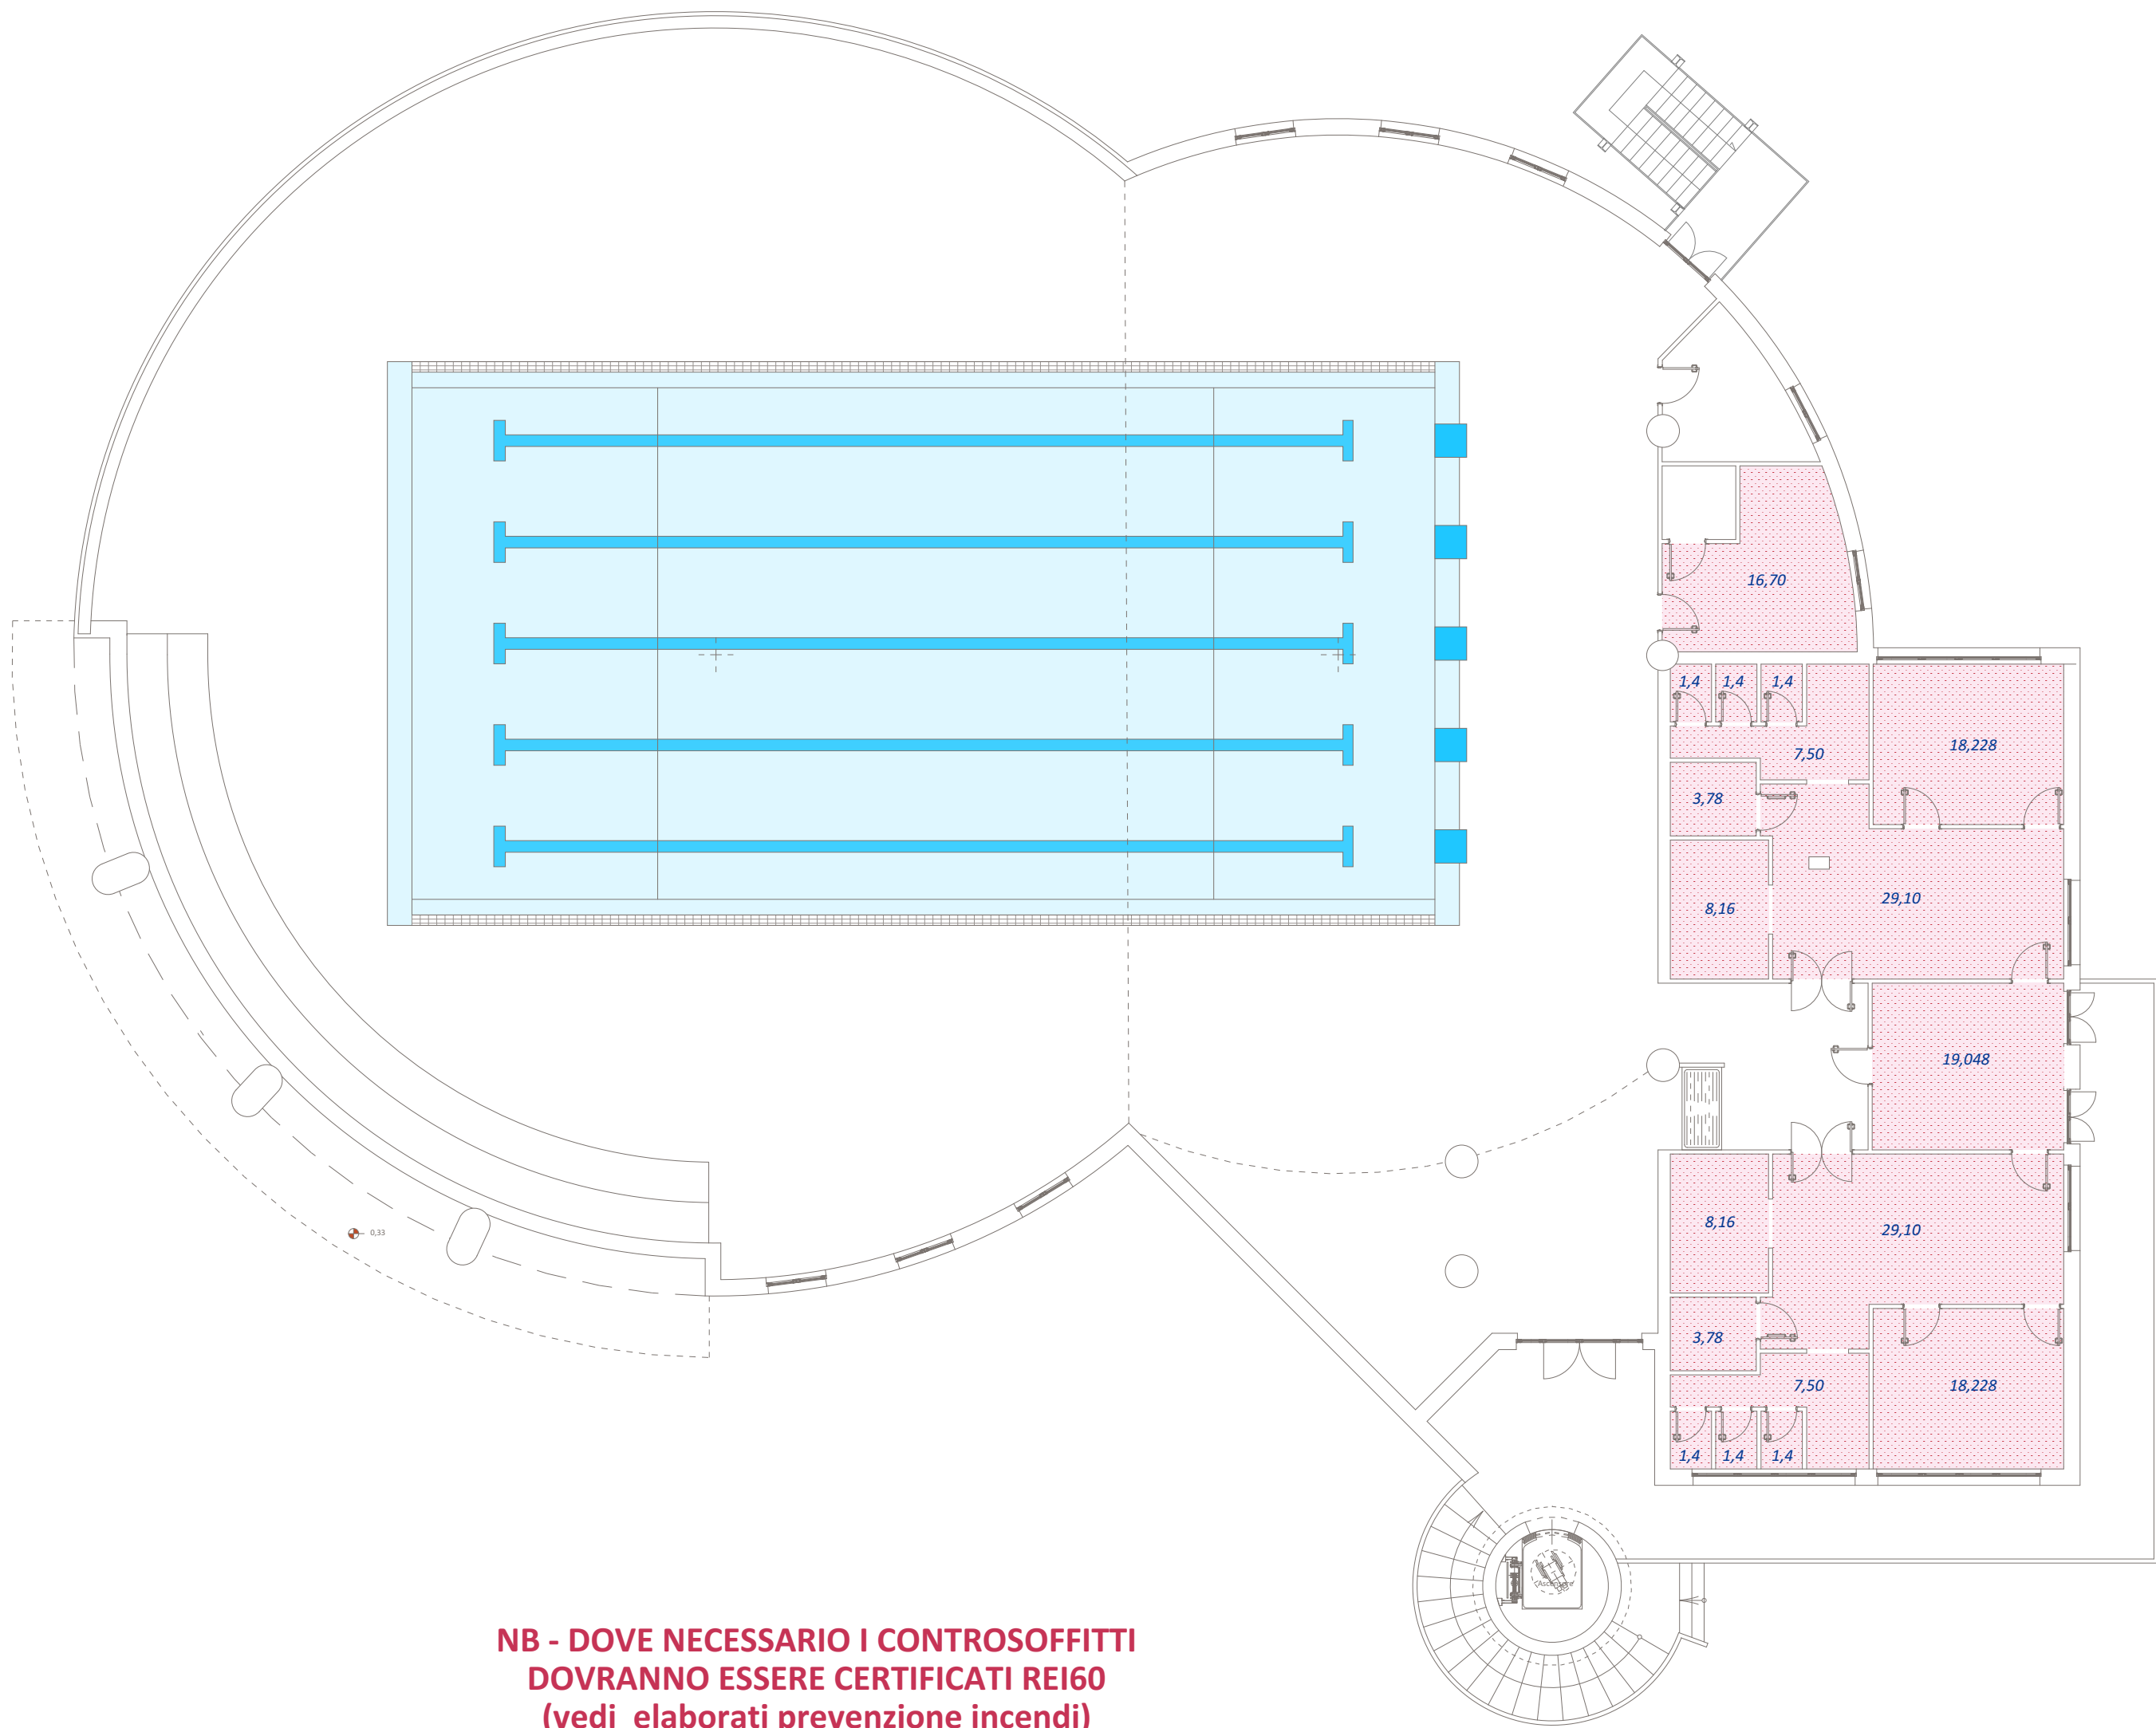 16,70
1,4 1,4 1,4
18,228
7,50
3,78
29,10
8,16
19,048
8,16
29,10
0,33
3,78
7,50
18,228
1,4 1,4 1,4
Ascensore
NB - DOVE NECESSARIO I CONTROSOFFITTI
DOVRANNO ESSERE CERTIFICATI REI60
(vedi elaborati prevenzione incendi)